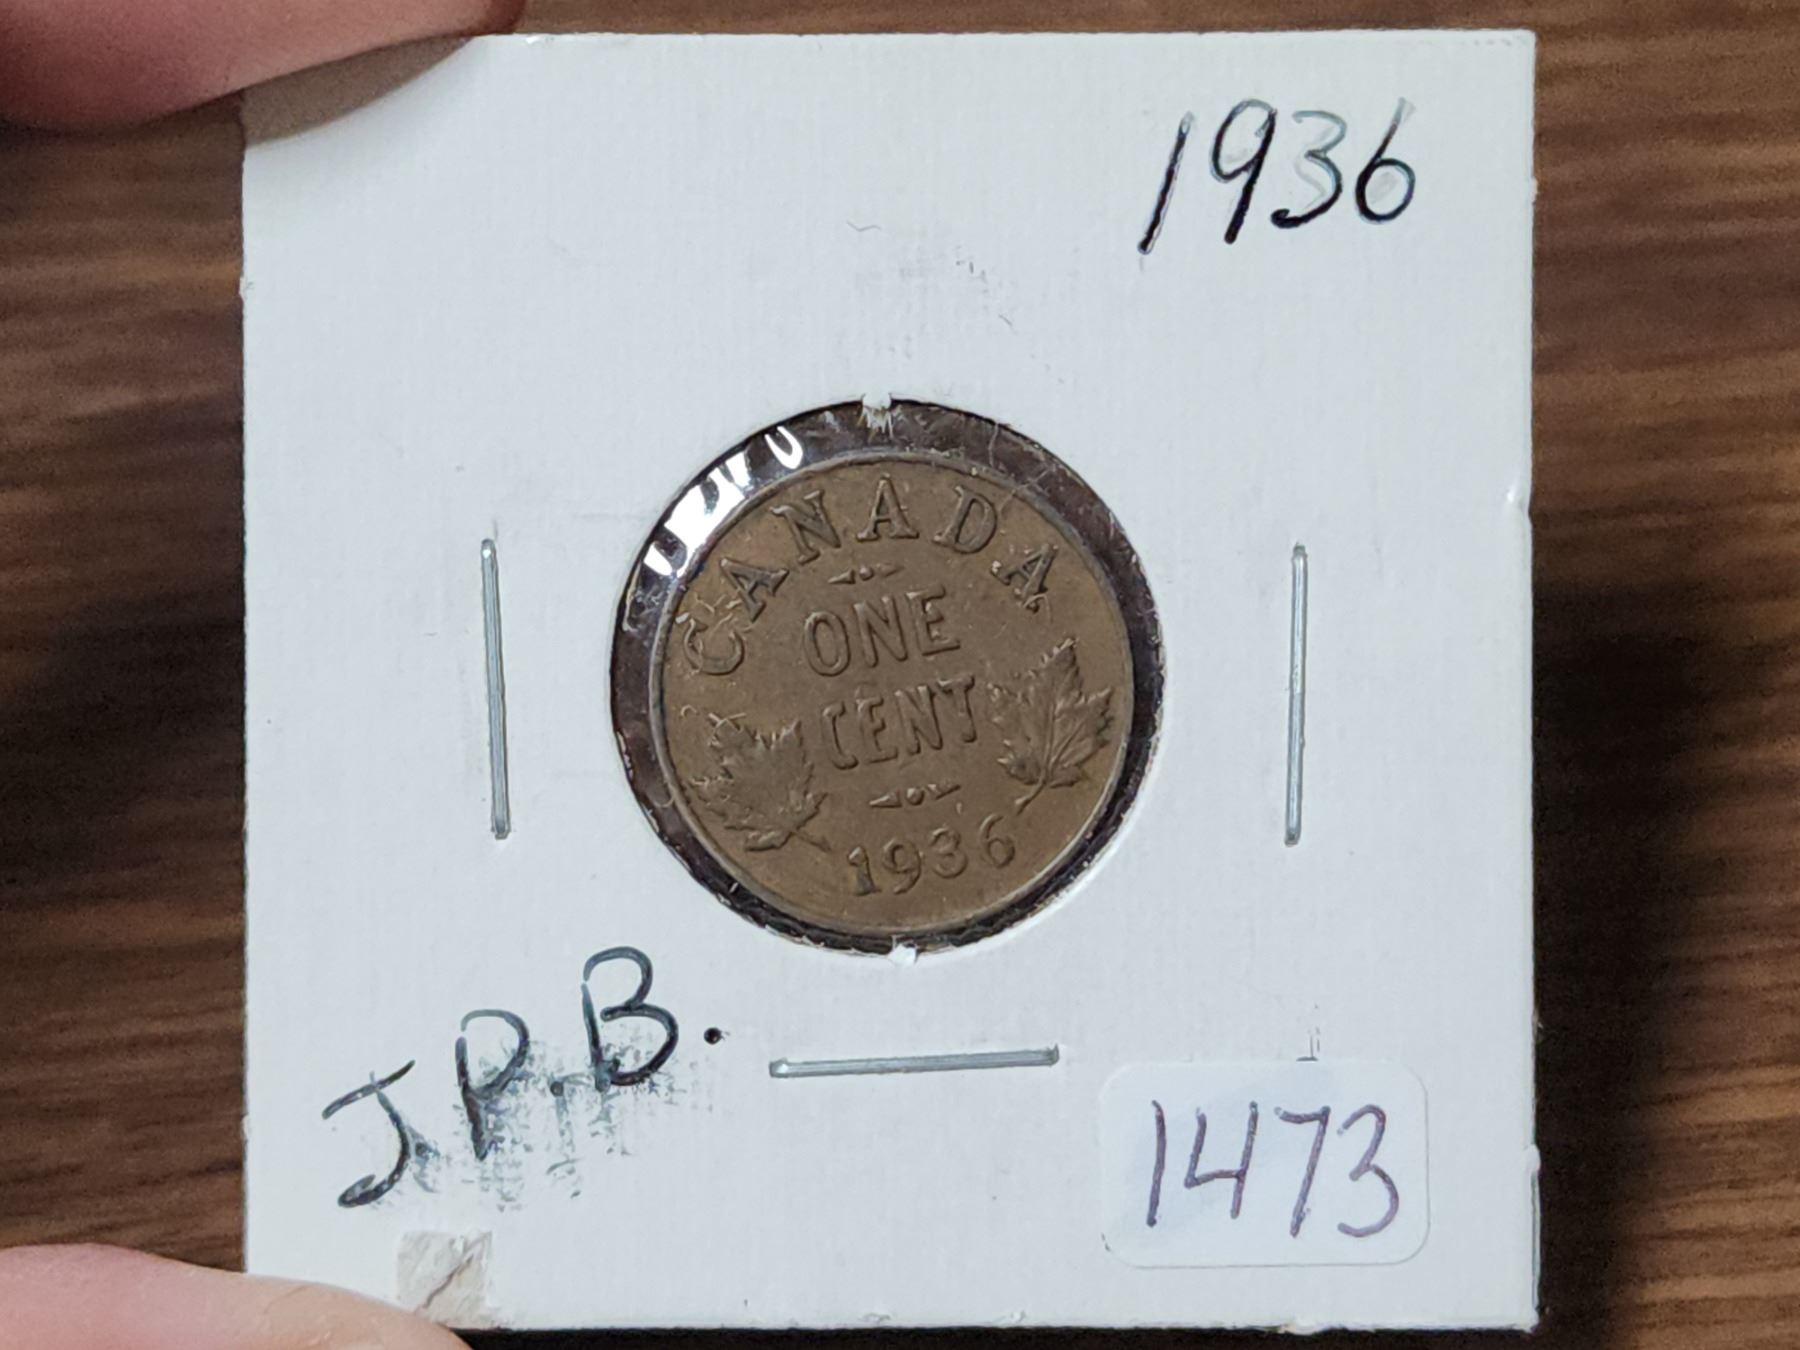 1936
CANADA
ONE
CENT
1936
J.P.B.
1473